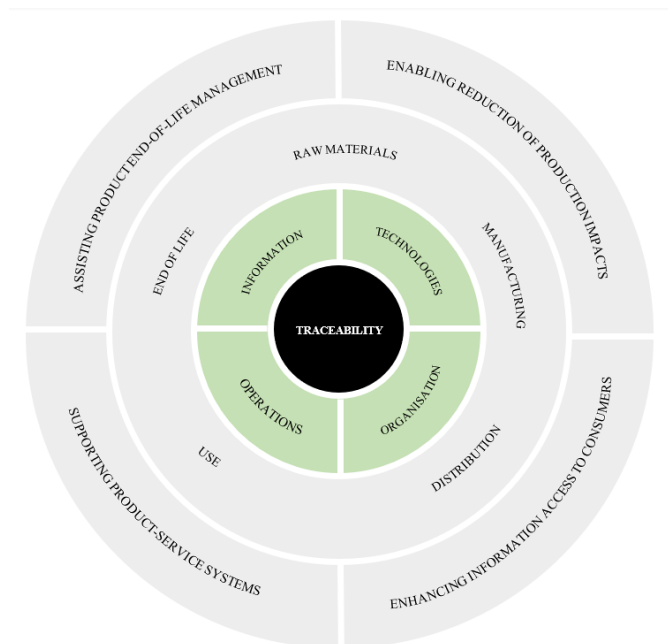 ASSISTING PRODUCT END-OF-LIFE MANAGEMENT
ENABLING REDUCTION OF PRODUCTION IMPACTS
RAW MATERIALS
END OF LIFE
MANUFACTURING
INFORMATION
TECHNOLOGIES
TRACEABILITY
OPERATIONS
ORGANISATION
USE
DISTRIBUTION
SUPPORTING PRODUCT-SERVICE SYSTEMS
ENHANCING INFORMATION ACCESS TO CONSUMERS